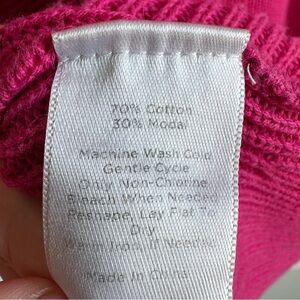 70% Cotton
30% Modal
Machine Wash Cold
Gentle Cycle
Only Non-Chlorine
Bleach When Needed
Reshape, Lay Flat To
Dry
Warm Iron, If Needed
Made In China